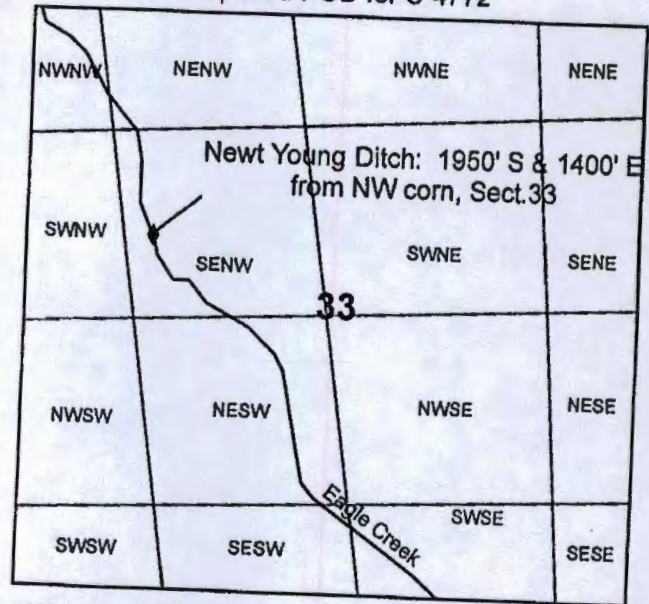 NWNW NENW NWNE NENE
Newt Young Ditch: 1950' S & 1400' E
from NW corn, Sect.33
SWNW SENW SWNE SENE
33
NWSW NESW NWSE NESE
Eagle Creek
SWSW SESW SWSE SESE